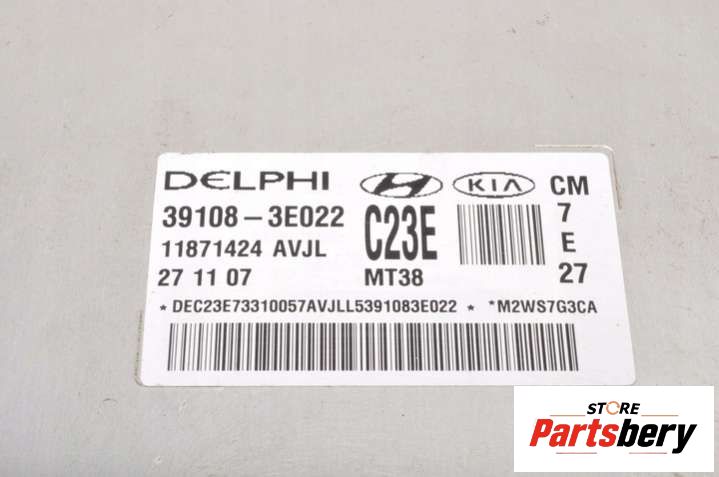 DELPHI KIA CM
39108-3E022 C23E 7
11871424 AVJL E
27 11 07 MT38 27
*DEC23E73310057AVJLL5391083E022 * *M2WS7G3CA
STORE
Partsbery